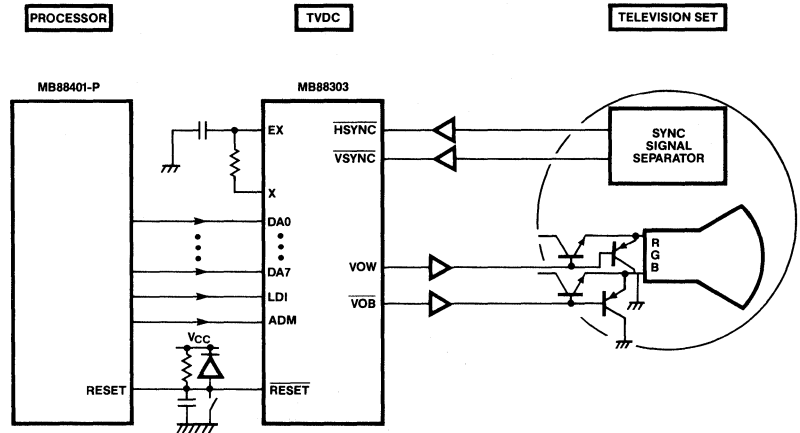 PROCESSOR
TVDC
TELEVISION SET
MB88401-P
MB88303
EX
X
DA0
DA7
LDI
ADM
VCC
RESET
RESET
HSYNC
VSYNC
VOW
VOB
SYNC
SIGNAL
SEPARATOR
R
G
B